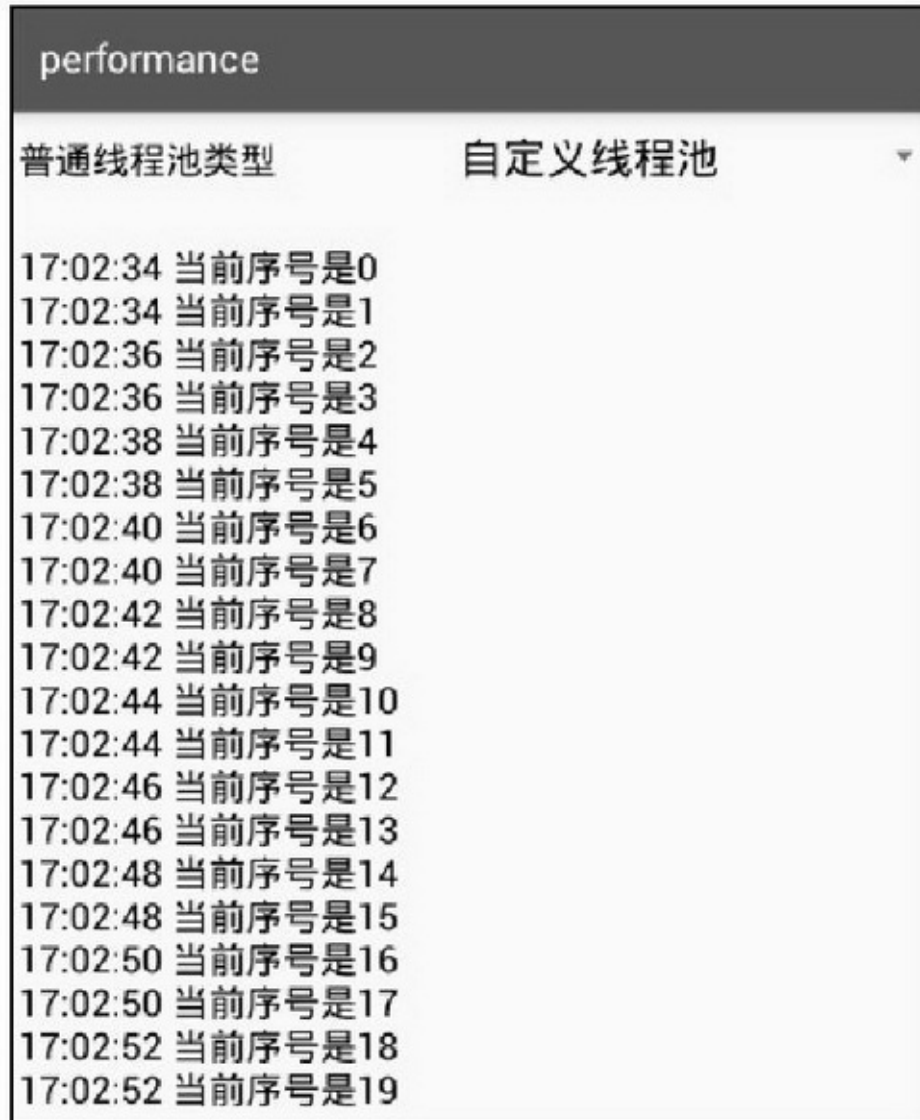 performance
普通线程池类型 自定义线程池
17:02:34 当前序号是0
17:02:34 当前序号是1
17:02:36 当前序号是2
17:02:36 当前序号是3
17:02:38 当前序号是4
17:02:38 当前序号是5
17:02:40 当前序号是6
17:02:40 当前序号是7
17:02:42 当前序号是8
17:02:42 当前序号是9
17:02:44 当前序号是10
17:02:44 当前序号是11
17:02:46 当前序号是12
17:02:46 当前序号是13
17:02:48 当前序号是14
17:02:48 当前序号是15
17:02:50 当前序号是16
17:02:50 当前序号是17
17:02:52 当前序号是18
17:02:52 当前序号是19